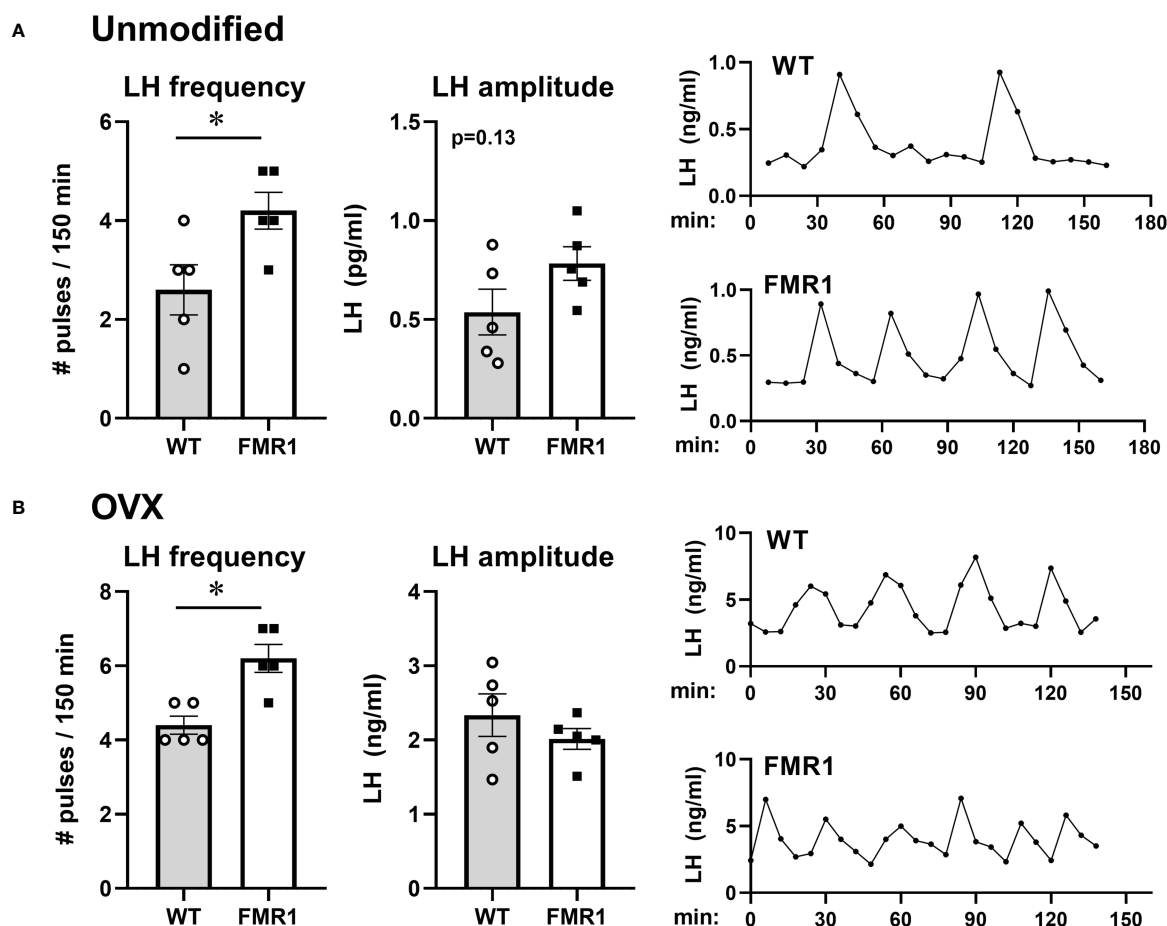 A Unmodified
LH frequency
*
# pulses / 150 min
6
4
2
0
WT FMR1
LH amplitude
p=0.13
LH (pg/ml)
1.5
1.0
0.5
0.0
WT FMR1
WT
LH (ng/ml)
1.0
0.5
0.0
min: 0 30 60 90 120 150 180
FMR1
LH (ng/ml)
1.0
0.5
0.0
min: 0 30 60 90 120 150 180
B OVX
LH frequency
*
# pulses / 150 min
8
6
4
2
0
WT FMR1
LH amplitude
LH (ng/ml)
4
3
2
1
0
WT FMR1
WT
LH (ng/ml)
10
5
0
min: 0 30 60 90 120 150
FMR1
LH (ng/ml)
10
5
0
min: 0 30 60 90 120 150